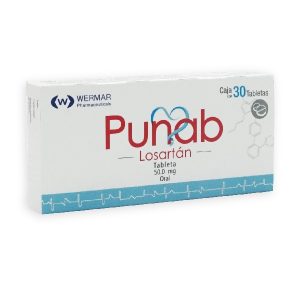 WERMAR
Pharmaceuticals
Caja
con 30 Tabletas
Punab
Losartán
Tableta
50.0 mg
Oral